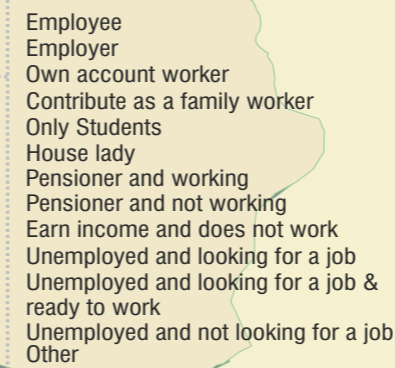 Employee
Employer
Own account worker
Contribute as a family worker
Only Students
House lady
Pensioner and working
Pensioner and not working
Earn income and does not work
Unemployed and looking for a job
Unemployed and looking for a job &
ready to work
Unemployed and not looking for a job
Other